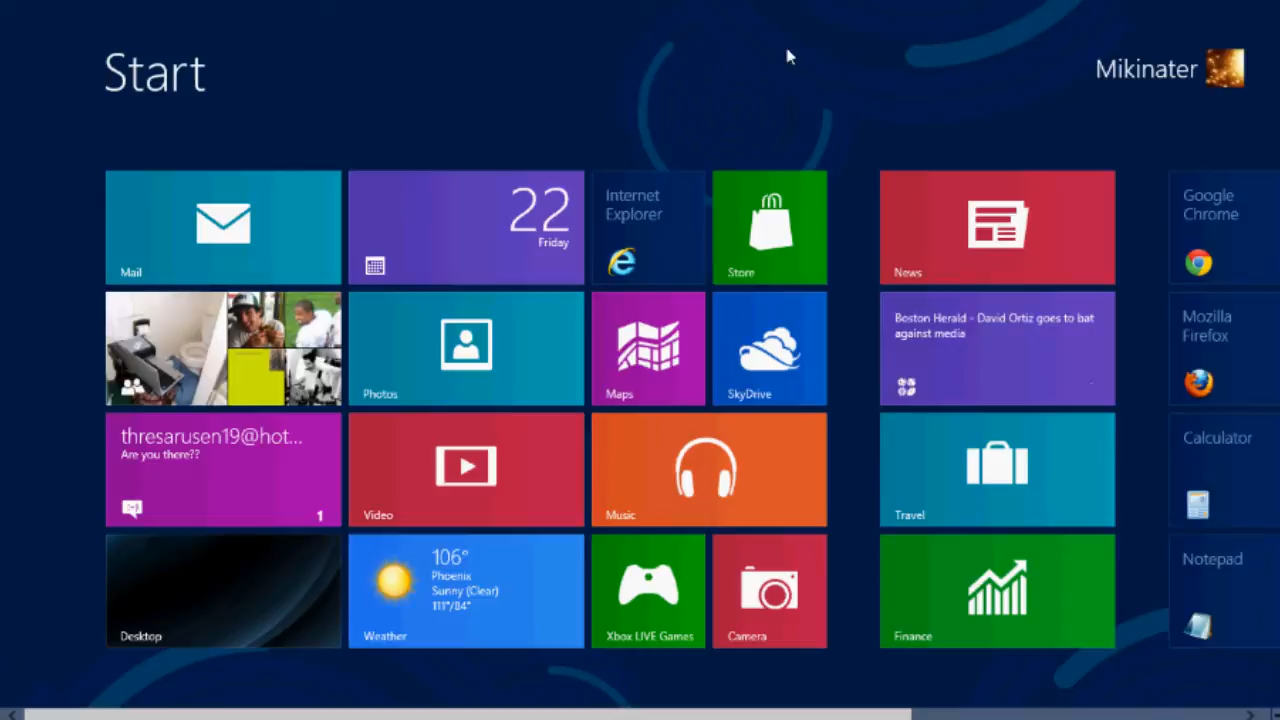 Start
Mikinater
Mail
22
Friday
Internet
Explorer
Store
News
Google
Chrome
Photos
Maps
SkyDrive
Boston Herald - David Ortiz goes to bat
against media
Mozilla
Firefox
thresarusen19@hot...
Are you there??
1
Video
Music
Travel
Calculator
Desktop
106°
Phoenix
Sunny (Clear)
111°/84°
Weather
Xbox LIVE Games
Camera
Finance
Notepad